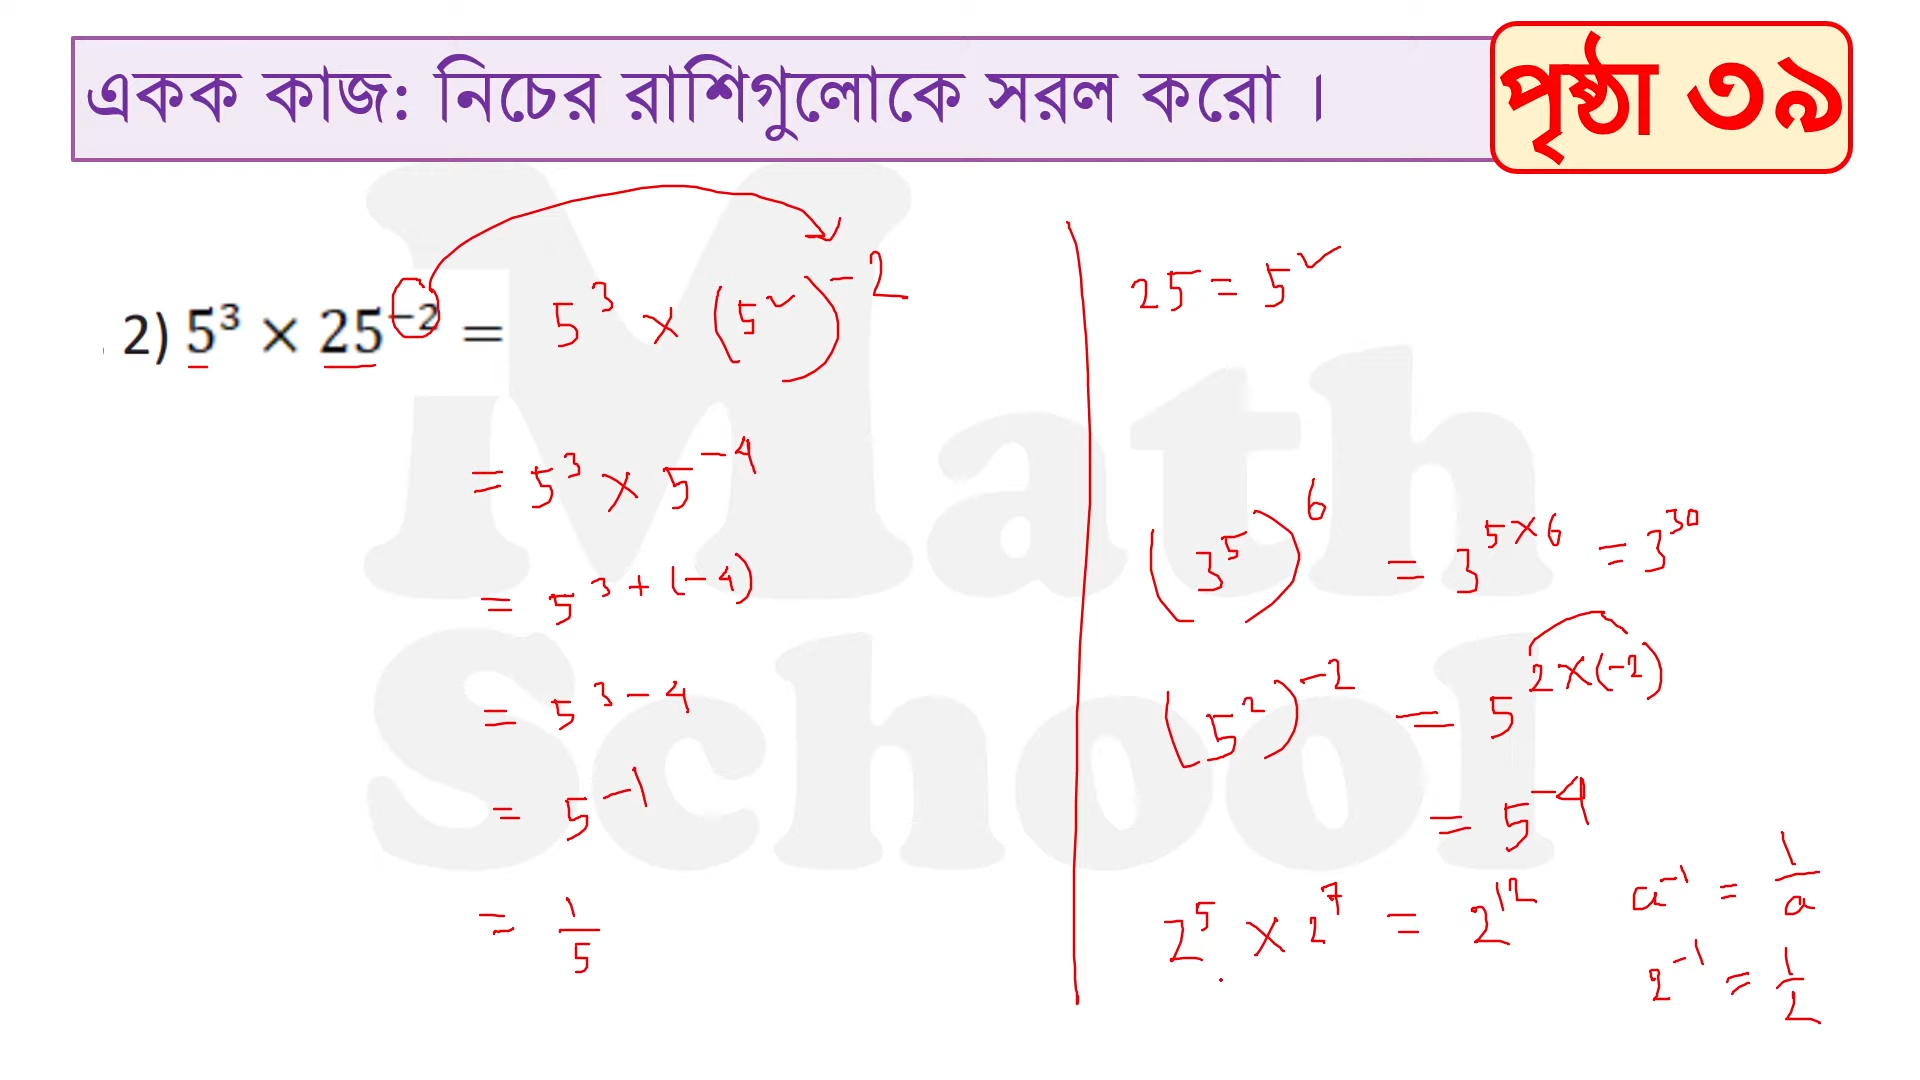 একক কাজ: নিচের রাশিগুলোকে সরল করো ।
পৃষ্ঠা ৩৯
2) 5³ × 25⁻² = 5³ × (5²)⁻²
= 5³ × 5⁻⁴
= 5³ ⁺ ⁽⁻⁴⁾
= 5³ ⁻ ⁴
= 5⁻¹
= 1/5
25 = 5²
(3⁵)⁶ = 3⁵ˣ⁶ = 3³⁰
(5²)⁻² = 5²ˣ⁽⁻²⁾
= 5⁻⁴
2⁵ × 2⁷ = 2¹²
a⁻¹ = 1/a
2⁻¹ = 1/2
Math
School